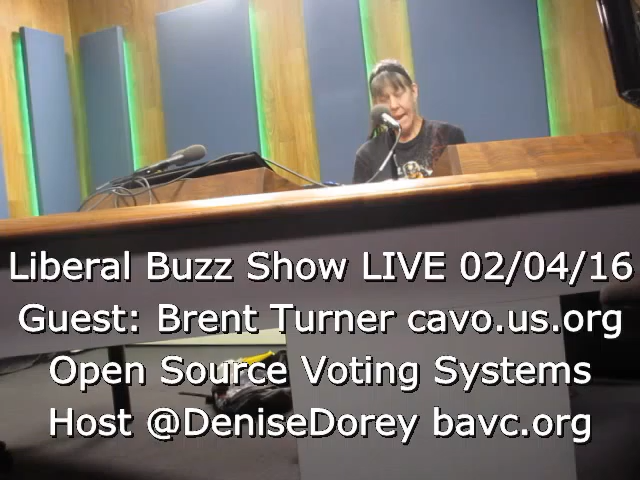 Liberal Buzz Show LIVE 02/04/16
Guest: Brent Turner cavo.us.org
Open Source Voting Systems
Host @DeniseDorey bavc.org